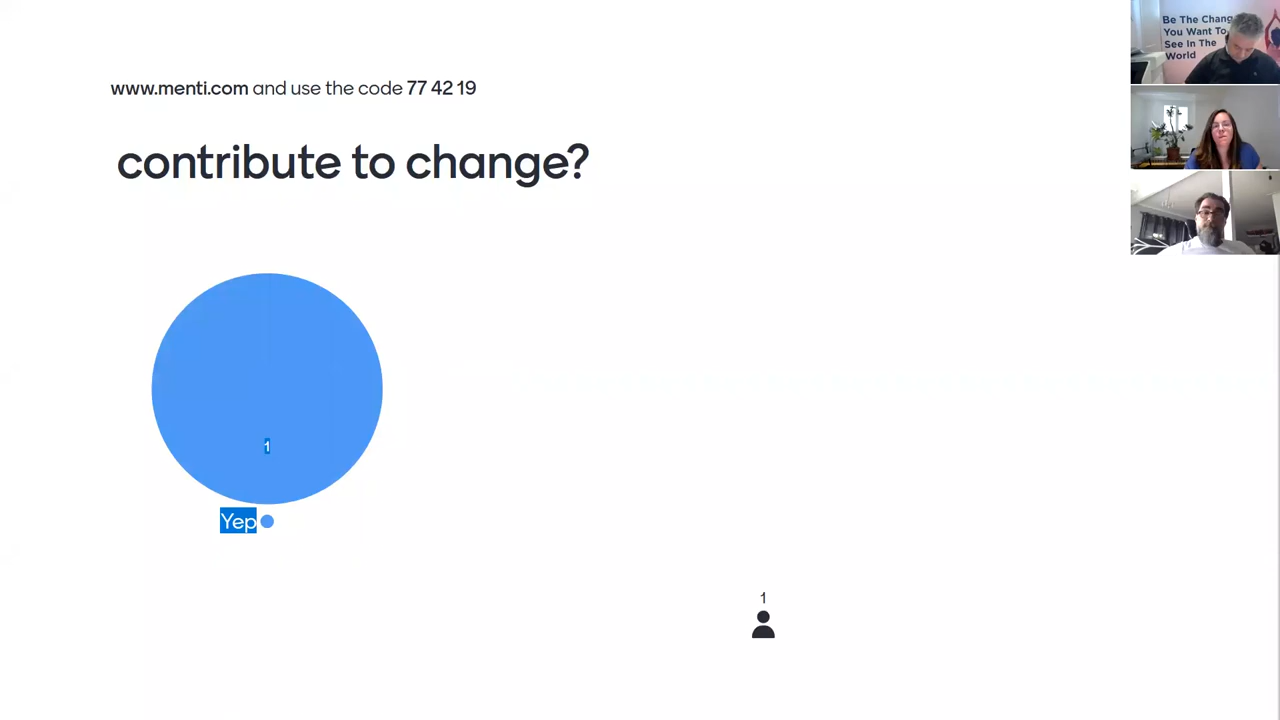 www.menti.com and use the code 77 42 19
contribute to change?
1
Yep
1
Be The Chang
You Want To
See In The
World